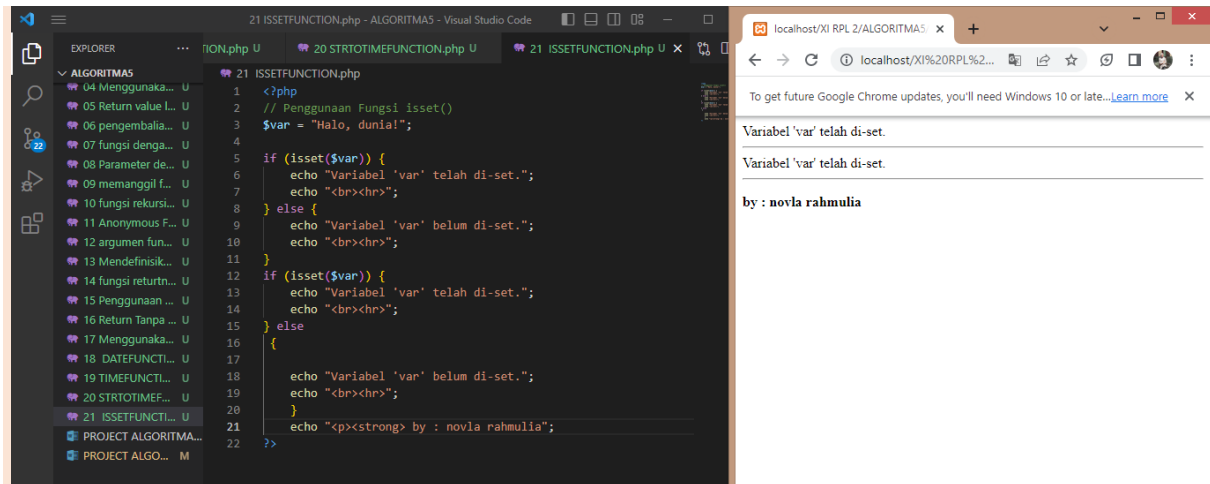 21 ISSETFUNCTION.php - ALGORITMA5 - Visual Studio Code
EXPLORER
TION.php U
20 STRTOTIMEFUNCTION.php U
21 ISSETFUNCTION.php U
ALGORITMA5
21 ISSETFUNCTION.php
04 Menggunaka... U
05 Return value l... U
06 pengembalia... U
07 fungsi denga... U
08 Parameter de... U
09 memanggil f... U
10 fungsi rekursi... U
11 Anonymous F... U
12 argumen fun... U
13 Mendefinisik... U
14 fungsi returtn... U
15 Penggunaan ... U
16 Return Tanpa ... U
17 Menggunaka... U
18 DATEFUNCTI... U
19 TIMEFUNCTI... U
20 STRTOTIMEF... U
21 ISSETFUNCTI... U
PROJECT ALGORITMA...
PROJECT ALGO... M
22
1 <?php
2 // Penggunaan Fungsi isset()
3 $var = "Halo, dunia!";
4
5 if (isset($var)) {
6 echo "Variabel 'var' telah di-set.";
7 echo "<br><hr>";
8 } else {
9 echo "Variabel 'var' belum di-set.";
10 echo "<br><hr>";
11 }
12 if (isset($var)) {
13 echo "Variabel 'var' telah di-set.";
14 echo "<br><hr>";
15 } else
16 {
17
18 echo "Variabel 'var' belum di-set.";
19 echo "<br><hr>";
20 }
21 echo "<p><strong> by : novla rahmulia";
22 ?>
localhost/XI RPL 2/ALGORITMA5
localhost/XI%20RPL%2...
To get future Google Chrome updates, you'll need Windows 10 or late...Learn more
Variabel 'var' telah di-set.
Variabel 'var' telah di-set.
by : novla rahmulia